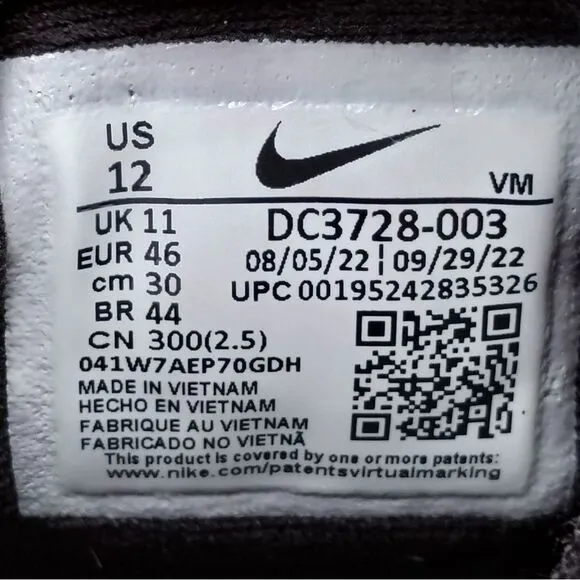 US
12
VM
UK 11
EUR 46
cm 30
BR 44
CN 300(2.5)
DC3728-003
08/05/22 ¦ 09/29/22
UPC 00195242835326
041W7AEP70GDH
MADE IN VIETNAM
HECHO EN VIETNAM
FABRIQUE AU VIETNAM
FABRICADO NO VIETNÃ
This product is covered by one or more patents:
www.nike.com/patentsvirtualmarking